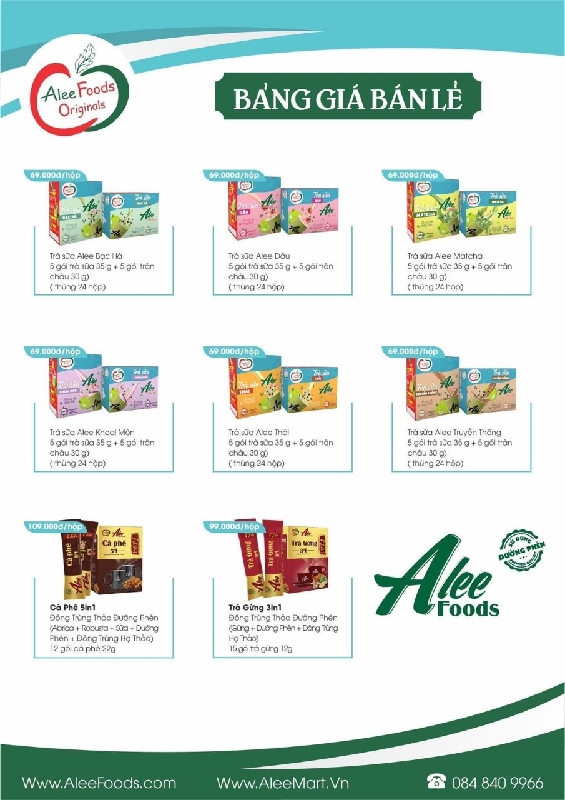 Alee Foods
Originals
BẢNG GIÁ BÁN LẺ
69.000đ/hộp
Trà sữa Alee Bạc Hà
5 gói trà sữa 35 g + 5 gói trân
châu 30 g)
( thùng 24 hộp)
69.000đ/hộp
Trà sữa Alee Dâu
5 gói trà sữa 35 g + 5 gói trân
châu 30 g)
( thùng 24 hộp)
69.000đ/hộp
Trà sữa Alee Matcha
5 gói trà sữa 35 g + 5 gói trân
châu 30 g)
( thùng 24 hộp)
69.000đ/hộp
Trà sữa Alee Khoai Môn
5 gói trà sữa 35 g + 5 gói trân
châu 30 g)
( thùng 24 hộp)
69.000đ/hộp
Trà sữa Alee Thái
5 gói trà sữa 35 g + 5 gói trân
châu 30 g)
( thùng 24 hộp)
69.000đ/hộp
Trà sữa Alee Truyền Thống
5 gói trà sữa 35 g + 5 gói trân
châu 30 g)
( thùng 24 hộp)
109.000đ/hộp
Alee
Cà phê
5in1
Cà Phê 5in1
Đông Trùng Thảo Đường Phèn
(Abrica + Robusta + Sữa + Đường
Phèn + Đông Trùng Hạ Thảo)
12 gói cà phê 22g
99.000đ/hộp
Alee
Trà Gừng
Trà Gừng 3in1
Đông Trùng Thảo Đường Phèn
(Gừng + Đường Phèn + Đông Trùng
Hạ Thảo)
15 gói trà gừng 12g
Alee
Foods
SỬ DỤNG
ĐƯỜNG PHÈN
Www.AleeFoods.com
Www.AleeMart.Vn
☎ 084 840 9966